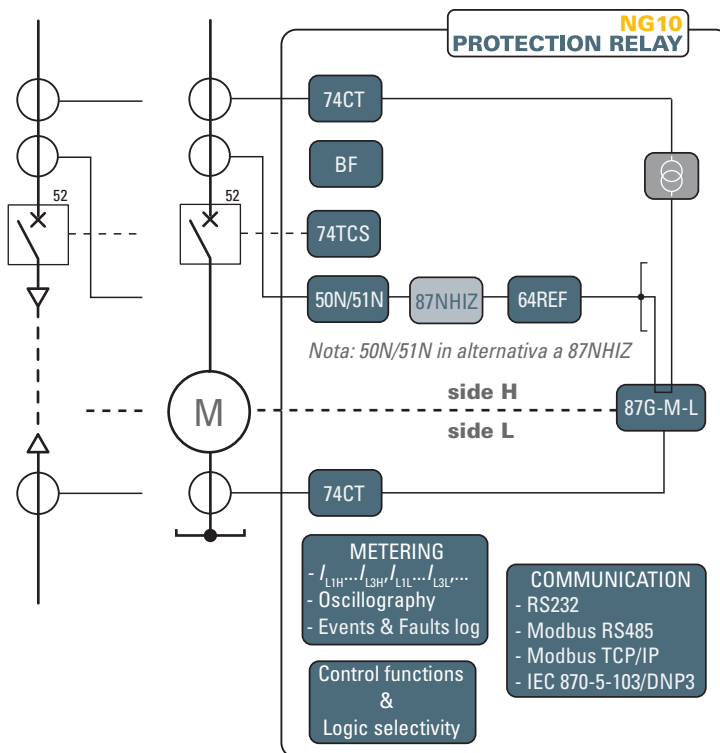 NG10
PROTECTION RELAY
74CT
BF
52
52
74TCS
50N/51N
87NHIZ
64REF
Nota: 50N/51N in alternativa a 87NHIZ
side H
M
87G-M-L
side L
74CT
METERING
- IL1H...IL3H,IL1L...IL3L,...
- Oscillography
- Events & Faults log
COMMUNICATION
- RS232
- Modbus RS485
- Modbus TCP/IP
- IEC 870-5-103/DNP3
Control functions
&
Logic selectivity